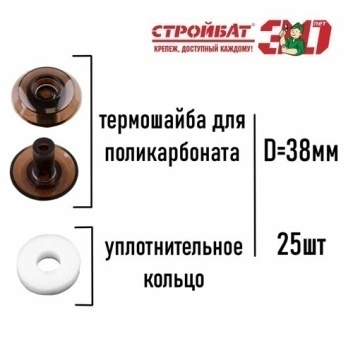 СТРОЙБАТ
КРЕПЕЖ, ДОСТУПНЫЙ КАЖДОМУ!
30 лет
термошайба для
поликарбоната
D=38мм
уплотнительное
кольцо
25шт